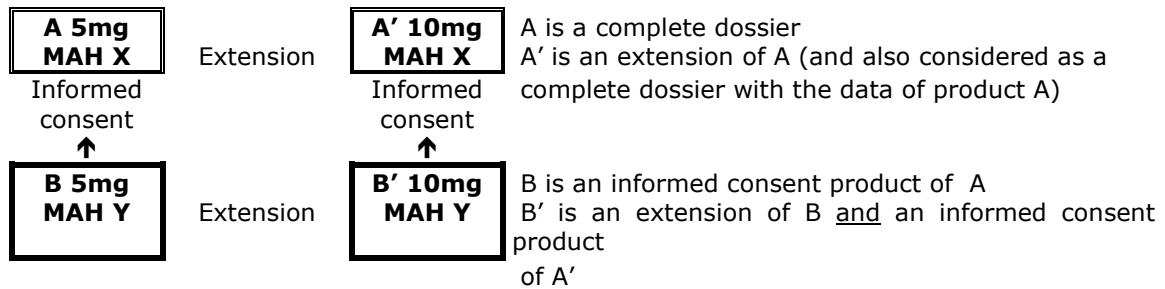 A 5mg Extension A′ 10mg A is a complete dossier
MAH X MAH X A′ is an extension of A (and also considered as a
Informed Informed complete dossier with the data of product A)
consent consent
↑ ↑
B 5mg Extension B′ 10mg B is an informed consent product of A
MAH Y MAH Y B′ is an extension of B and an informed consent
product
of A′